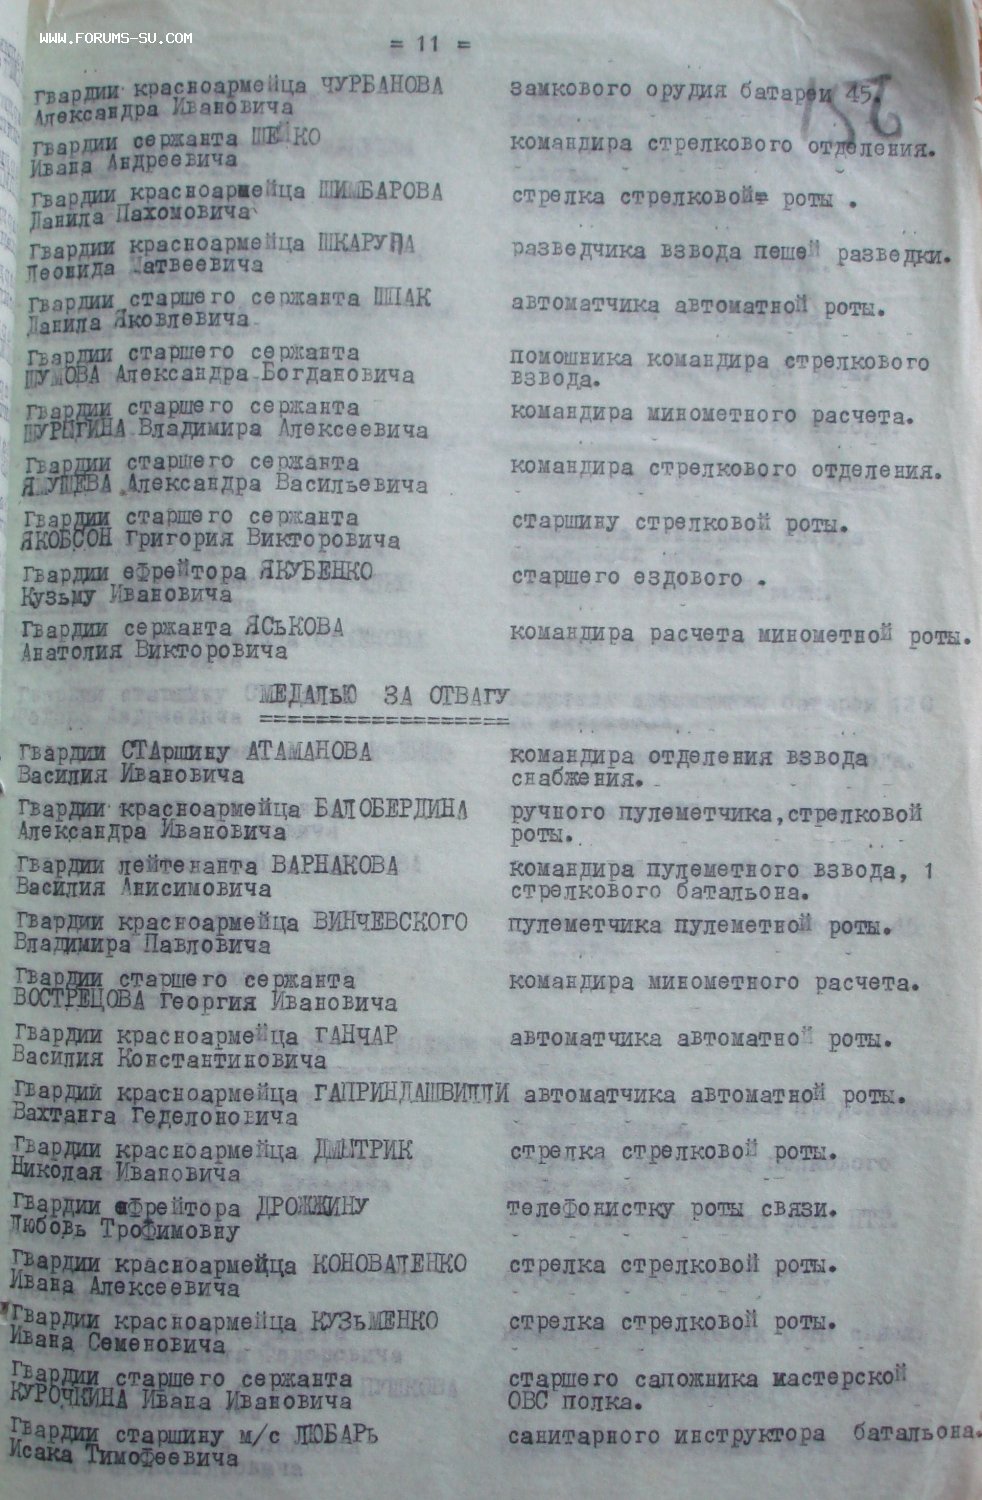 WWW.FORUMS-SU.COM
= 11 =
Гвардии красноармейца ЧУРБАНОВА замкового орудия батареи 45.
Александра Ивановича
Гвардии сержанта ШЕЙКО командира стрелкового отделения.
Ивана Андреевича
Гвардии красноармейца ШИМБАРОВА стрелка стрелковой роты .
Данила Пахомовича
Гвардии красноармейца ШКАРУПА разведчика взвода пешей разведки.
Леонида Матвеевича
Гвардии старшего сержанта ШПАК автоматчика автоматной роты.
Данила Яковлевича
Гвардии старшего сержанта помошника командира стрелкового
ШУМОВА Александра Богдановича взвода.
Гвардии старшего сержанта командира минометного расчета.
ШУРЫГИНА Владимира Алексеевича
Гвардии старшего сержанта командира стрелкового отделения.
Александра Васильевича
Гвардии старшего сержанта старшину стрелковой роты.
ЯКОБСОН Григория Викторовича
Гвардии ефрейтора ЯКУБЕНКО старшего ездового .
Кузьму Ивановича
Гвардии сержанта ЯСЬКОВА командира расчета минометной роты.
Анатолия Викторовича
МЕДАЛЬЮ ЗА ОТВАГУ
==================
Гвардии СТАршину АТАМАНОВА командира отделения взвода
Василия Ивановича снабжения.
Гвардии красноармейца БАЛОБЕРДИНА ручного пулеметчика,стрелковой
Александра Ивановича роты.
Гвардии лейтенанта ВАРНАКОВА командира пулеметного взвода, 1
Василия Анисимовича стрелкового батальона.
Гвардии красноармейца ВИНЧЕВСКОГО пулеметчика пулеметной роты.
Владимира Павловича
Гвардии старшего сержанта командира минометного расчета.
ВОСТРЕЦОВА Георгия Ивановича
Гвардии красноармейца ГАНЧАР автоматчика автоматной роты.
Василия Константиновича
Гвардии красноармейца ГАПРИНДАШВИЛЛИ автоматчика автоматной роты.
Вахтанга Геделоновича
Гвардии красноармейца ДМЫТРИК стрелка стрелковой роты.
Николая Ивановича
Гвардии ефрейтора ДРОЖЖИНУ телефонистку роты связи.
Любовь Трофимовну
Гвардии красноармейца КОНОВАЛЕНКО стрелка стрелковой роты.
Ивана Алексеевича
Гвардии красноармейца КУЗЬМЕНКО стрелка стрелковой роты.
Ивана Семеновича
Гвардии старшего сержанта старшего сапожника мастерской
КУРОЧКИНА Ивана Ивановича ОВС полка.
Гвардии старшину м/с ЛЮБАРЬ санитарного инструктора батальона.
Исака Тимофеевича